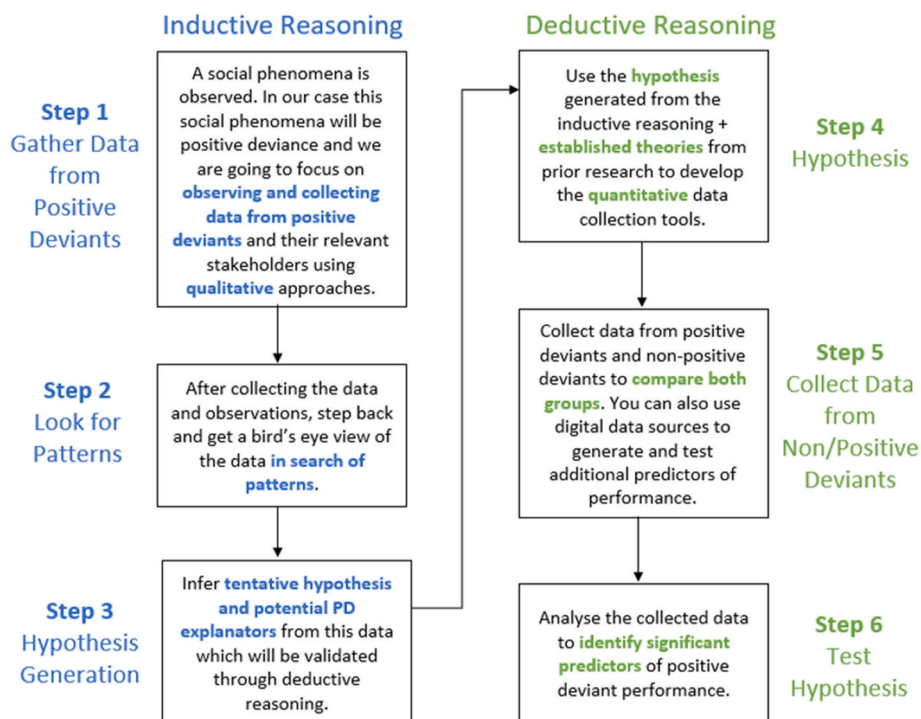 Inductive Reasoning
Step 1
Gather Data
from
Positive
Deviants
A social phenomena is
observed. In our case this
social phenomena will be
positive deviance and we
are going to focus on
observing and collecting
data from positive
deviants and their relevant
stakeholders using
qualitative approaches.
Step 2
Look for
Patterns
After collecting the data
and observations, step back
and get a bird's eye view of
the data in search of
patterns.
Step 3
Hypothesis
Generation
Infer tentative hypothesis
and potential PD
explanators from this data
which will be validated
through deductive
reasoning.
Deductive Reasoning
Use the hypothesis
generated from the
inductive reasoning +
established theories from
prior research to develop
the quantitative data
collection tools.
Step 4
Hypothesis
Collect data from positive
deviants and non-positive
deviants to compare both
groups. You can also use
digital data sources to
generate and test
additional predictors of
performance.
Step 5
Collect Data
from
Non/Positive
Deviants
Analyse the collected data
to identify significant
predictors of positive
deviant performance.
Step 6
Test
Hypothesis